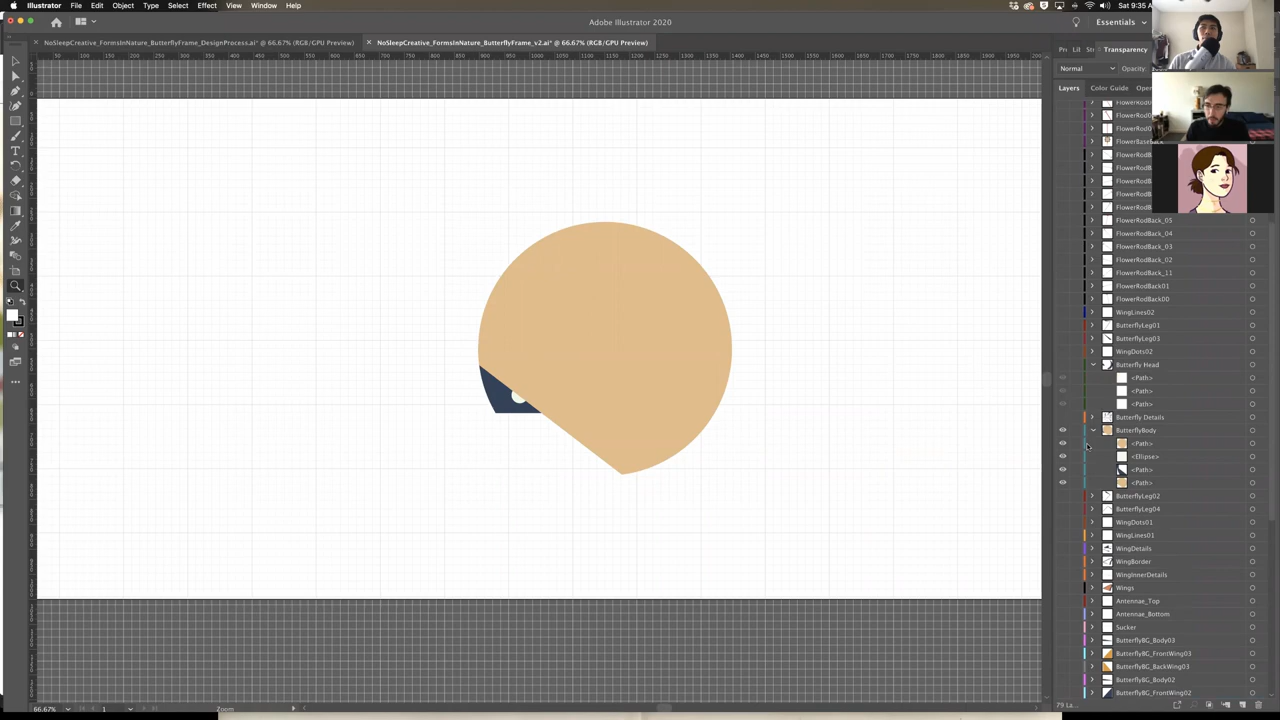 Illustrator File Edit Object Type Select Effect View Window Help
Sat 9:35 A
Adobe Illustrator 2020
Essentials
NoSleepCreative_FormsInNature_ButterflyFrame_DesignProcess.ai* @ 66.67% (RGB/GPU Preview)
NoSleepCreative_FormsInNature_ButterflyFrame_v2.ai* @ 66.67% (RGB/GPU Preview)
Transparency
Normal
Opacity
Layers Color Guide
FlowerRodBack_05
FlowerRodBack_04
FlowerRodBack_03
FlowerRodBack_02
FlowerRodBack_11
FlowerRodBack01
FlowerRodBack00
WingLines02
ButterflyLeg01
ButterflyLeg03
WingDots02
Butterfly Head
<Path>
<Path>
<Path>
Butterfly Details
ButterflyBody
<Path>
<Ellipse>
<Path>
<Path>
ButterflyLeg02
ButterflyLeg04
WingDots01
WingLines01
WingDetails
WingBorder
WingInnerDetails
Wings
Antennae_Top
Antennae_Bottom
Sucker
ButterflyBG_Body03
ButterflyBG_FrontWing03
ButterflyBG_BackWing03
ButterflyBG_Body02
ButterflyBG_FrontWing02
79 La...
66.67%
1
Zoom